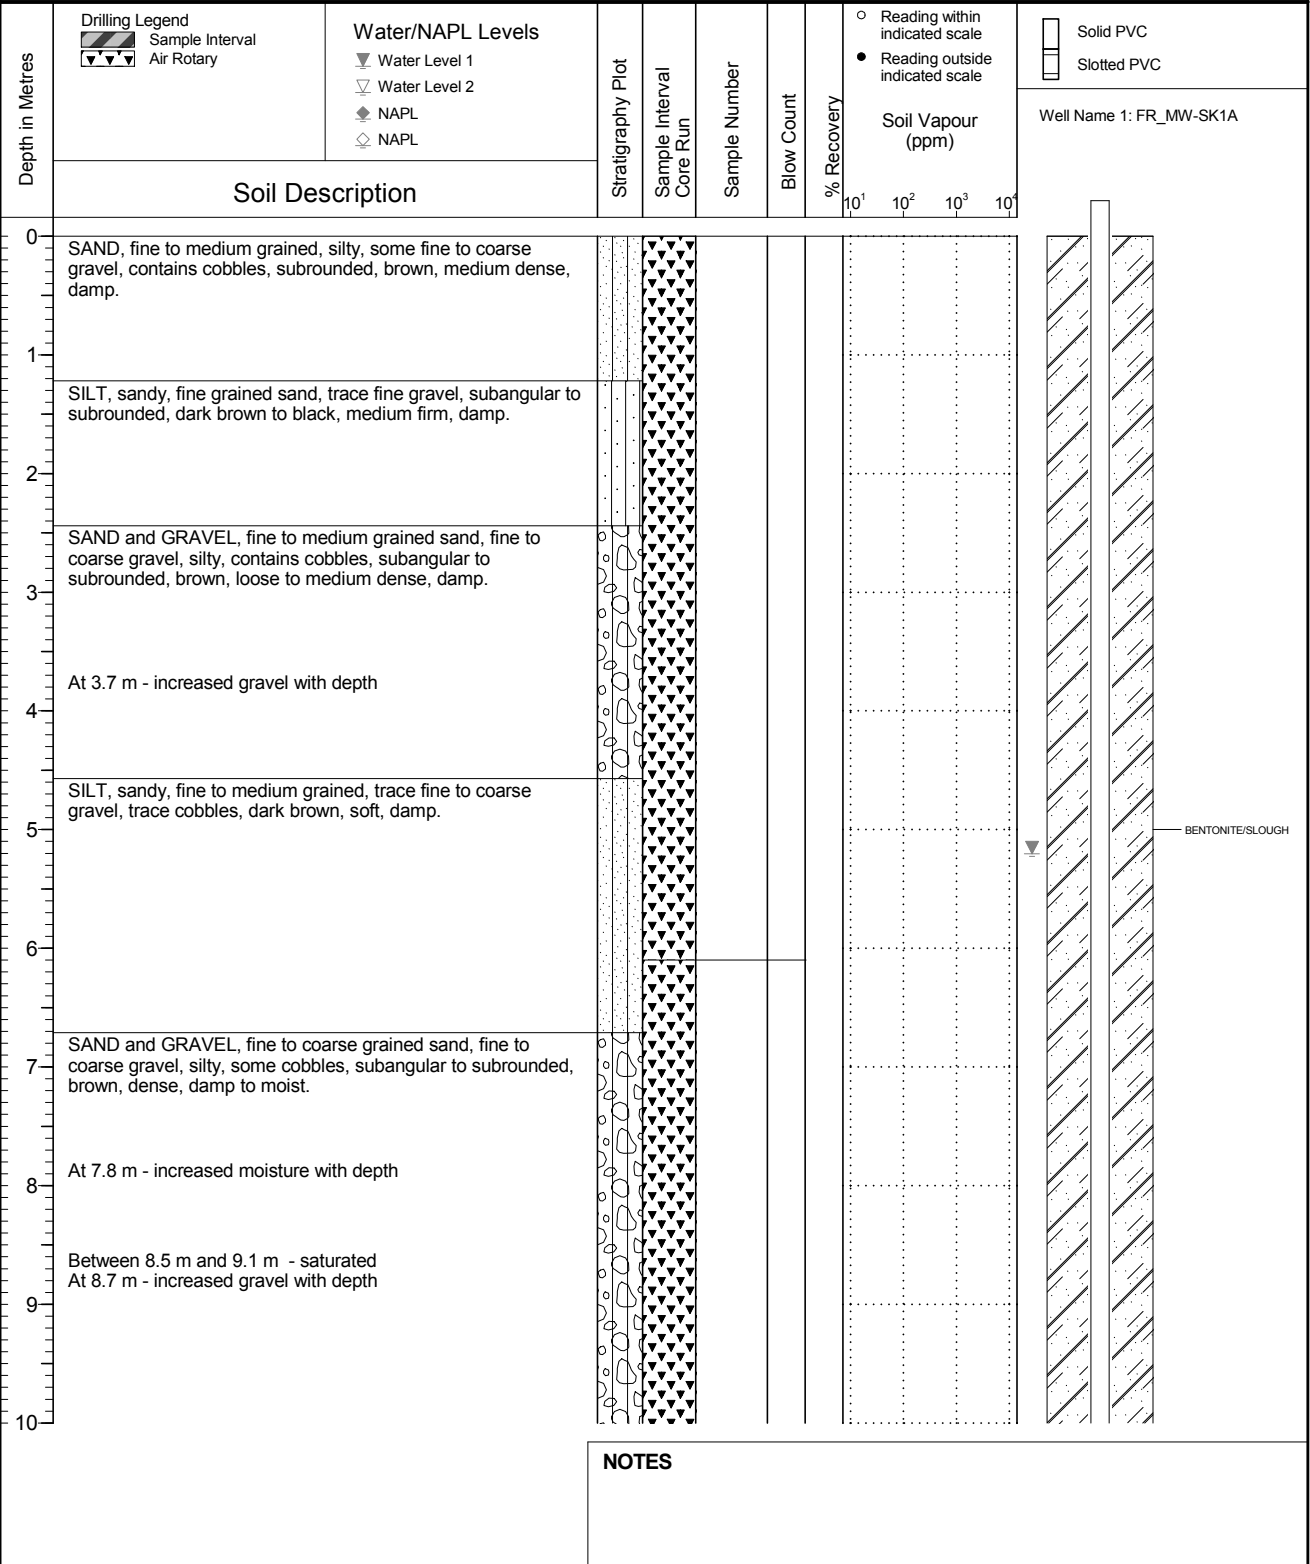 Depth in Metres
Drilling Legend
Sample Interval
Air Rotary
Water/NAPL Levels
Water Level 1
Water Level 2
NAPL
NAPL
Soil Description
Stratigraphy Plot
Sample Interval
Core Run
Sample Number
Blow Count
% Recovery
Reading within
indicated scale
Reading outside
indicated scale
Soil Vapour
(ppm)
10¹ 10² 10³ 10⁴
Solid PVC
Slotted PVC
Well Name 1: FR_MW-SK1A
0
SAND, fine to medium grained, silty, some fine to coarse
gravel, contains cobbles, subrounded, brown, medium dense,
damp.
1
SILT, sandy, fine grained sand, trace fine gravel, subangular to
subrounded, dark brown to black, medium firm, damp.
2
SAND and GRAVEL, fine to medium grained sand, fine to
coarse gravel, silty, contains cobbles, subangular to
subrounded, brown, loose to medium dense, damp.
3
At 3.7 m - increased gravel with depth
4
SILT, sandy, fine to medium grained, trace fine to coarse
gravel, trace cobbles, dark brown, soft, damp.
5
BENTONITE/SLOUGH
6
SAND and GRAVEL, fine to coarse grained sand, fine to
coarse gravel, silty, some cobbles, subangular to subrounded,
brown, dense, damp to moist.
7
At 7.8 m - increased moisture with depth
8
Between 8.5 m and 9.1 m - saturated
At 8.7 m - increased gravel with depth
9
10
NOTES